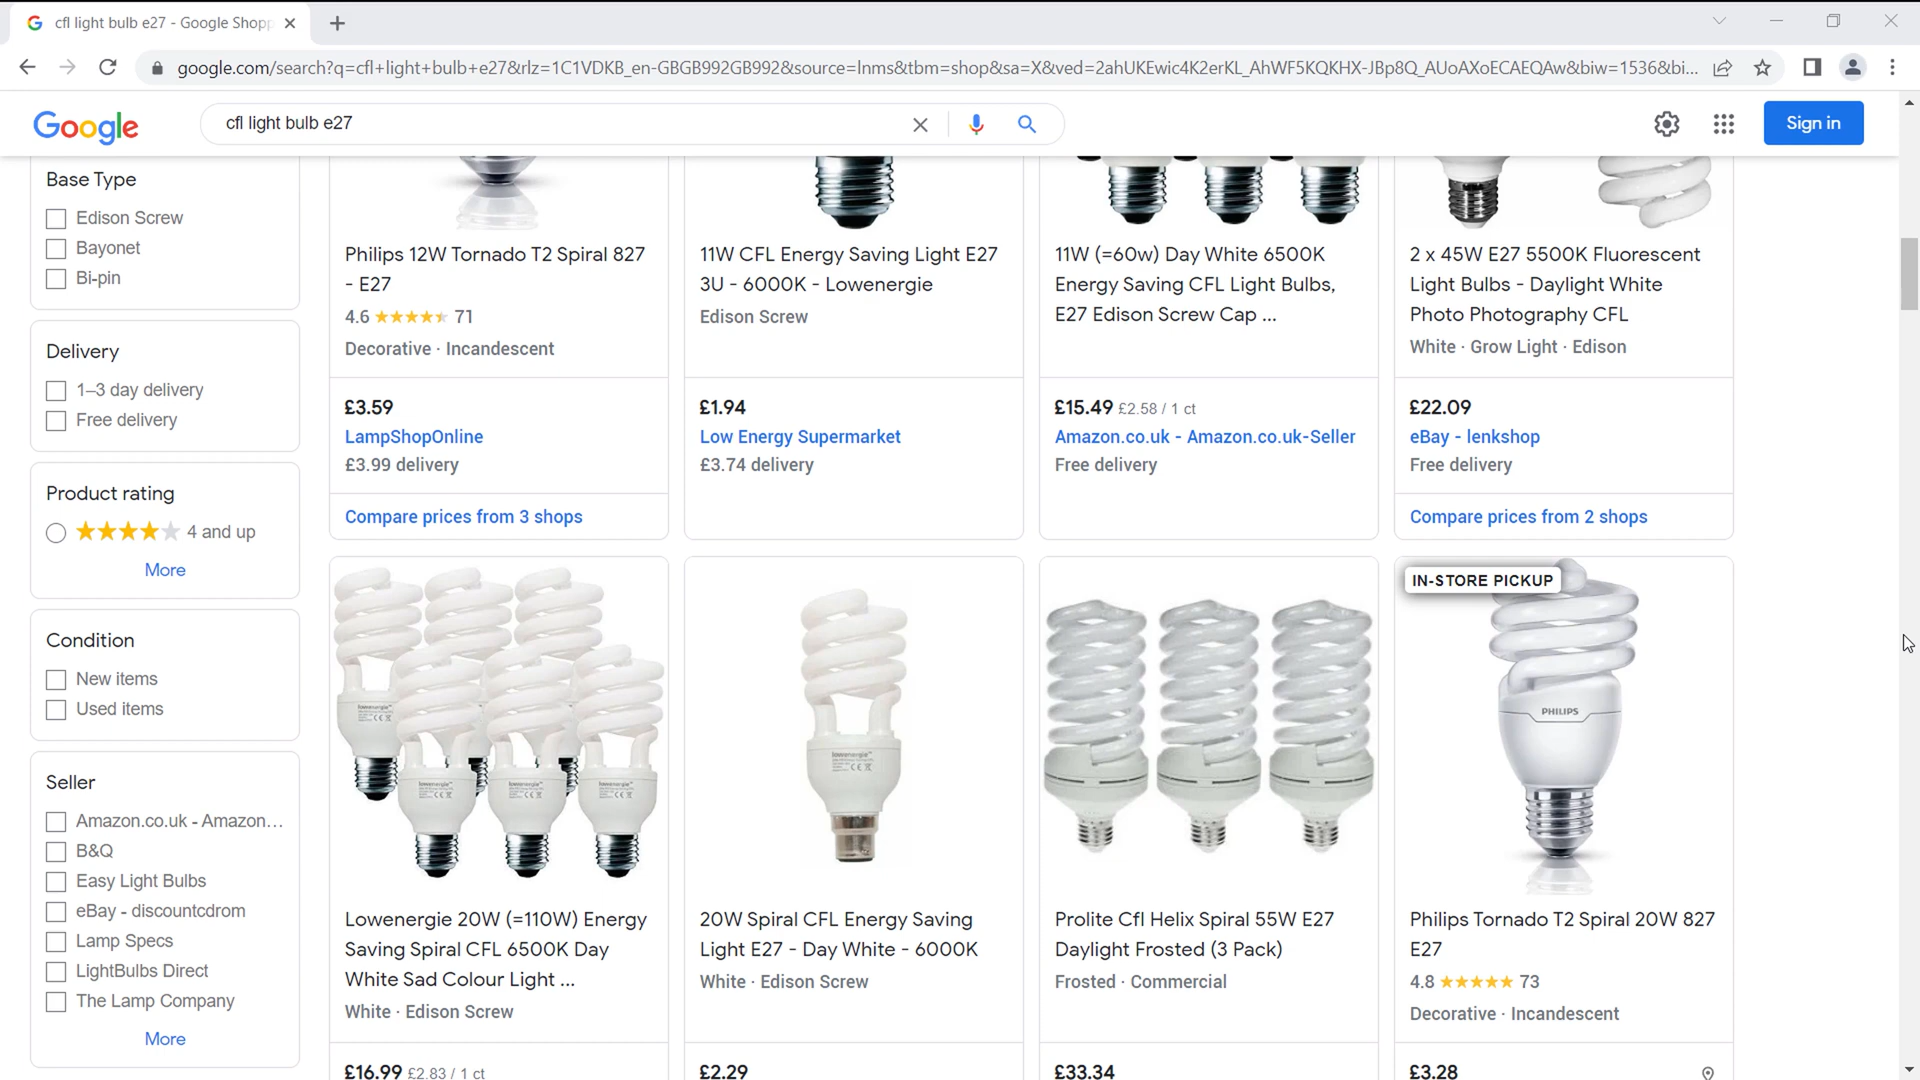 cfl light bulb e27 - Google Shopp
google.com/search?q=cfl+light+bulb+e27&rlz=1C1VDKB_en-GBGB992GB992&source=lnms&tbm=shop&sa=X&ved=2ahUKEwic4K2erKL_AhWF5KQKHX-JBp8Q_AUoAXoECAEQAw&biw=1536&bi...
Google
cfl light bulb e27
Sign in
Base Type
Edison Screw
Bayonet
Bi-pin
Delivery
1–3 day delivery
Free delivery
Product rating
4 and up
More
Condition
New items
Used items
Seller
Amazon.co.uk - Amazon...
B&Q
Easy Light Bulbs
eBay - discountcdrom
Lamp Specs
LightBulbs Direct
The Lamp Company
More
Philips 12W Tornado T2 Spiral 827
- E27
4.6 71
Decorative · Incandescent
£3.59
LampShopOnline
£3.99 delivery
Compare prices from 3 shops
11W CFL Energy Saving Light E27
3U - 6000K - Lowenergie
Edison Screw
£1.94
Low Energy Supermarket
£3.74 delivery
11W (=60w) Day White 6500K
Energy Saving CFL Light Bulbs,
E27 Edison Screw Cap ...
£15.49 £2.58 / 1 ct
Amazon.co.uk - Amazon.co.uk-Seller
Free delivery
2 x 45W E27 5500K Fluorescent
Light Bulbs - Daylight White
Photo Photography CFL
White · Grow Light · Edison
£22.09
eBay - lenkshop
Free delivery
Compare prices from 2 shops
Lowenergie 20W (=110W) Energy
Saving Spiral CFL 6500K Day
White Sad Colour Light ...
White · Edison Screw
£16.99 £2.83 / 1 ct
20W Spiral CFL Energy Saving
Light E27 - Day White - 6000K
White · Edison Screw
£2.29
Prolite Cfl Helix Spiral 55W E27
Daylight Frosted (3 Pack)
Frosted · Commercial
£33.34
IN-STORE PICKUP
PHILIPS
Philips Tornado T2 Spiral 20W 827
E27
4.8 73
Decorative · Incandescent
£3.28